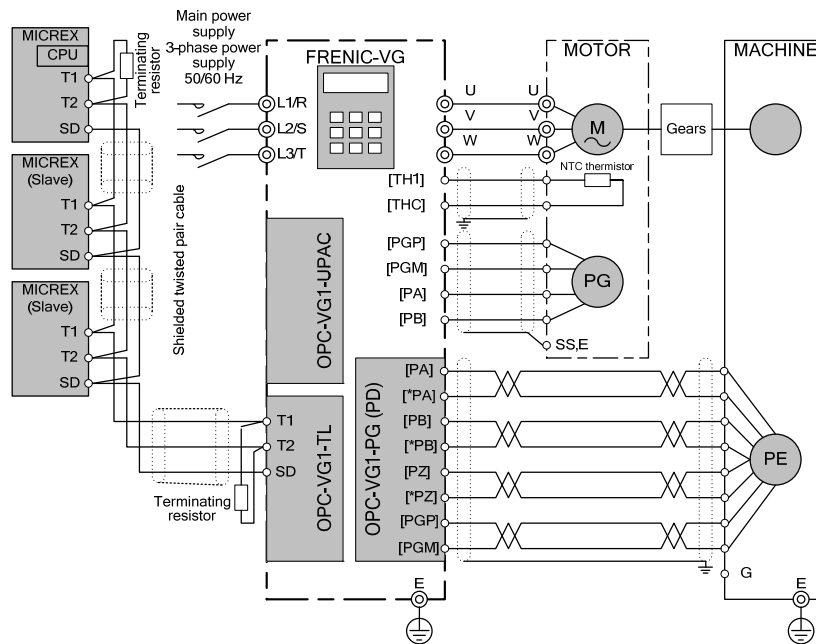 MICREX
CPU
T1
T2
SD
Terminating
resistor
MICREX
(Slave)
T1
T2
SD
MICREX
(Slave)
T1
T2
SD
Shielded twisted pair cable
Main power
supply
3-phase power
supply
50/60 Hz
FRENIC-VG
L1/R
L2/S
L3/T
U
V
W
[TH1]
[THC]
[PGP]
[PGM]
[PA]
[PB]
OPC-VG1-UPAC
OPC-VG1-TL
T1
T2
SD
Terminating
resistor
OPC-VG1-PG (PD)
[PA]
[*PA]
[PB]
[*PB]
[PZ]
[*PZ]
[PGP]
[PGM]
E
MOTOR
U
V
W
M
NTC thermistor
PG
SS,E
Gears
MACHINE
PE
G
E